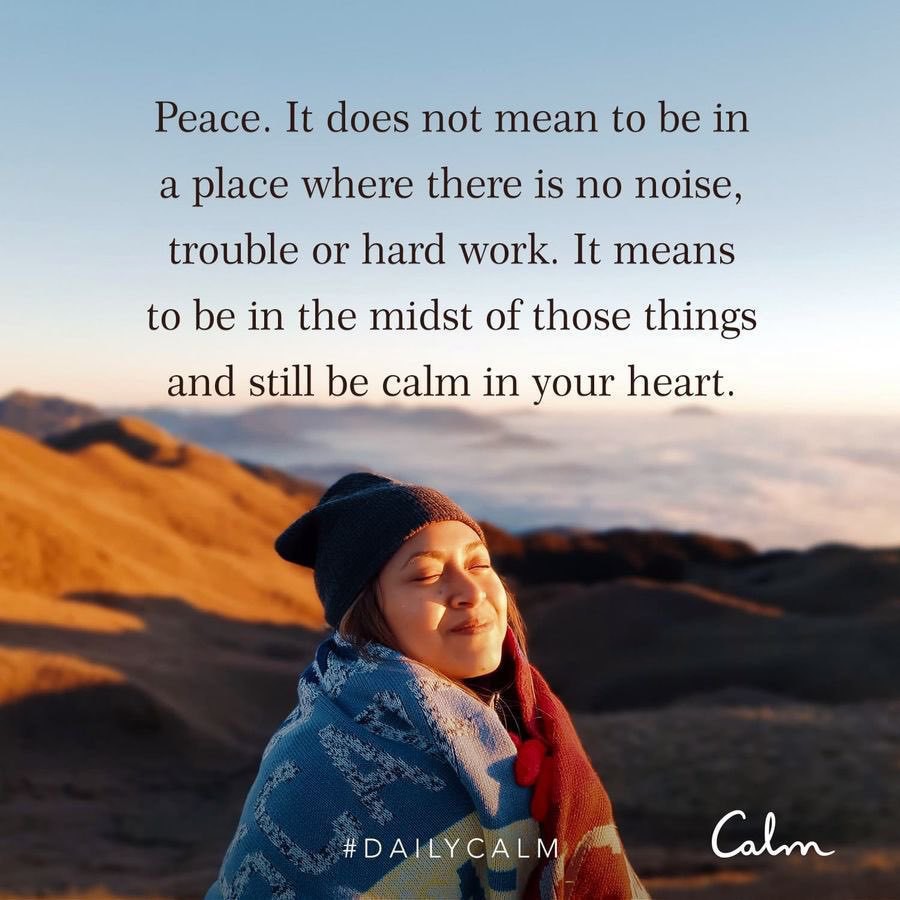 Peace. It does not mean to be in
a place where there is no noise,
trouble or hard work. It means
to be in the midst of those things
and still be calm in your heart.
#DAILYCALM
Calm